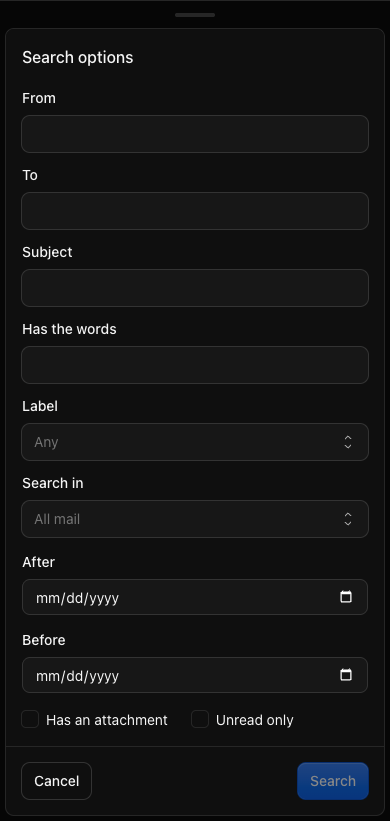 Search options
From
To
Subject
Has the words
Label
Any
Search in
All mail
After
mm/dd/yyyy
Before
mm/dd/yyyy
Has an attachment Unread only
Cancel Search